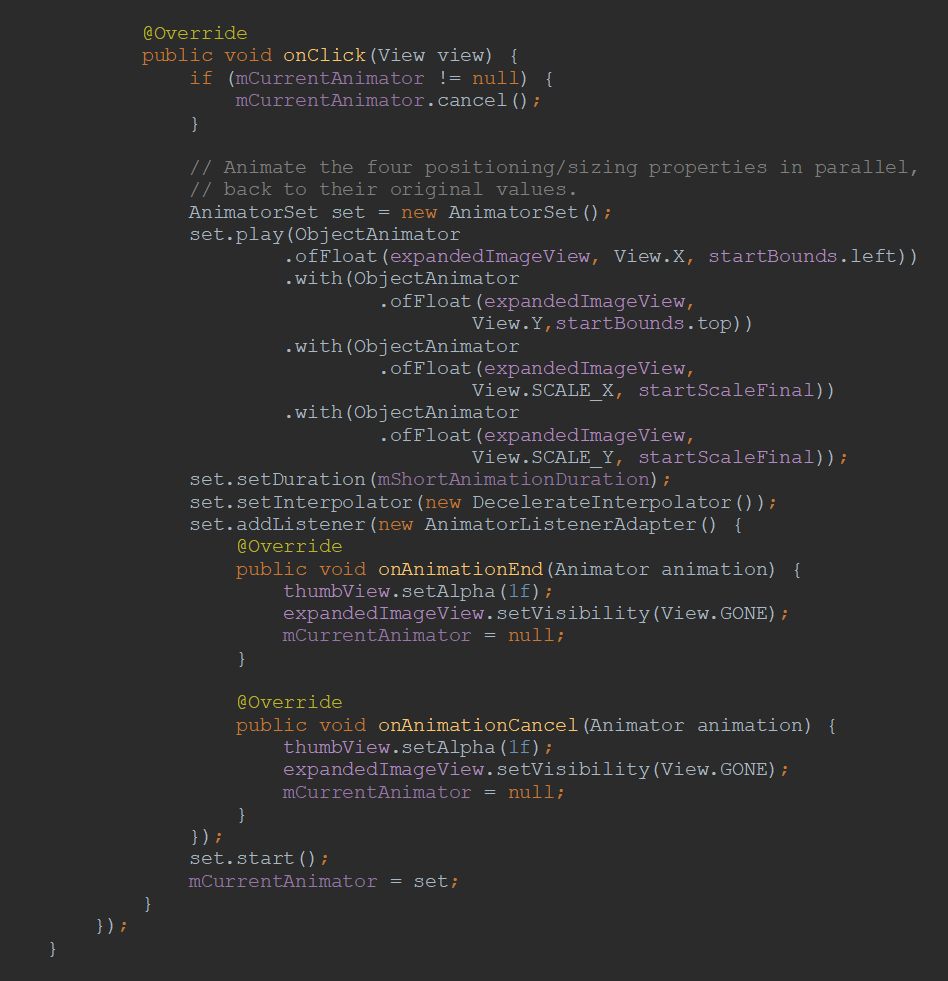 @Override
public void onClick(View view) {
if (mCurrentAnimator != null) {
mCurrentAnimator.cancel();
}
// Animate the four positioning/sizing properties in parallel,
// back to their original values.
AnimatorSet set = new AnimatorSet();
set.play(ObjectAnimator
.ofFloat(expandedImageView, View.X, startBounds.left))
.with(ObjectAnimator
.ofFloat(expandedImageView,
View.Y,startBounds.top))
.with(ObjectAnimator
.ofFloat(expandedImageView,
View.SCALE_X, startScaleFinal))
.with(ObjectAnimator
.ofFloat(expandedImageView,
View.SCALE_Y, startScaleFinal));
set.setDuration(mShortAnimationDuration);
set.setInterpolator(new DecelerateInterpolator());
set.addListener(new AnimatorListenerAdapter() {
@Override
public void onAnimationEnd(Animator animation) {
thumbView.setAlpha(1f);
expandedImageView.setVisibility(View.GONE);
mCurrentAnimator = null;
}
@Override
public void onAnimationCancel(Animator animation) {
thumbView.setAlpha(1f);
expandedImageView.setVisibility(View.GONE);
mCurrentAnimator = null;
}
});
set.start();
mCurrentAnimator = set;
}
});
}